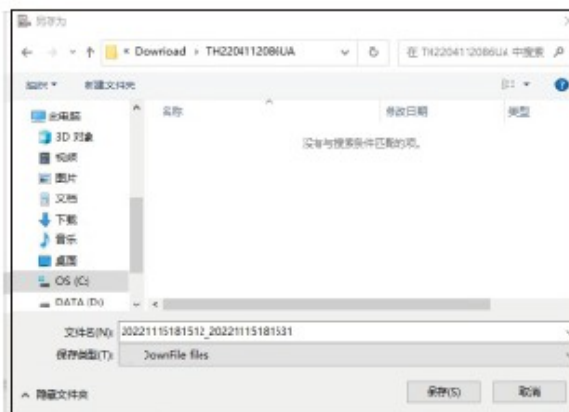 另存为
« Downroad › TH2204112086UA
在 TH2204112086UA 中搜索
组织 新建文件夹
此电脑
3D 对象
视频
图片
文档
下载
音乐
桌面
OS (C:)
DATA (D:)
名称 修改日期 类型
没有与搜索条件匹配的项。
文件名(N): 20221115181512_20221115181531
保存类型(T): DownFile files
隐藏文件夹 保存(S) 取消